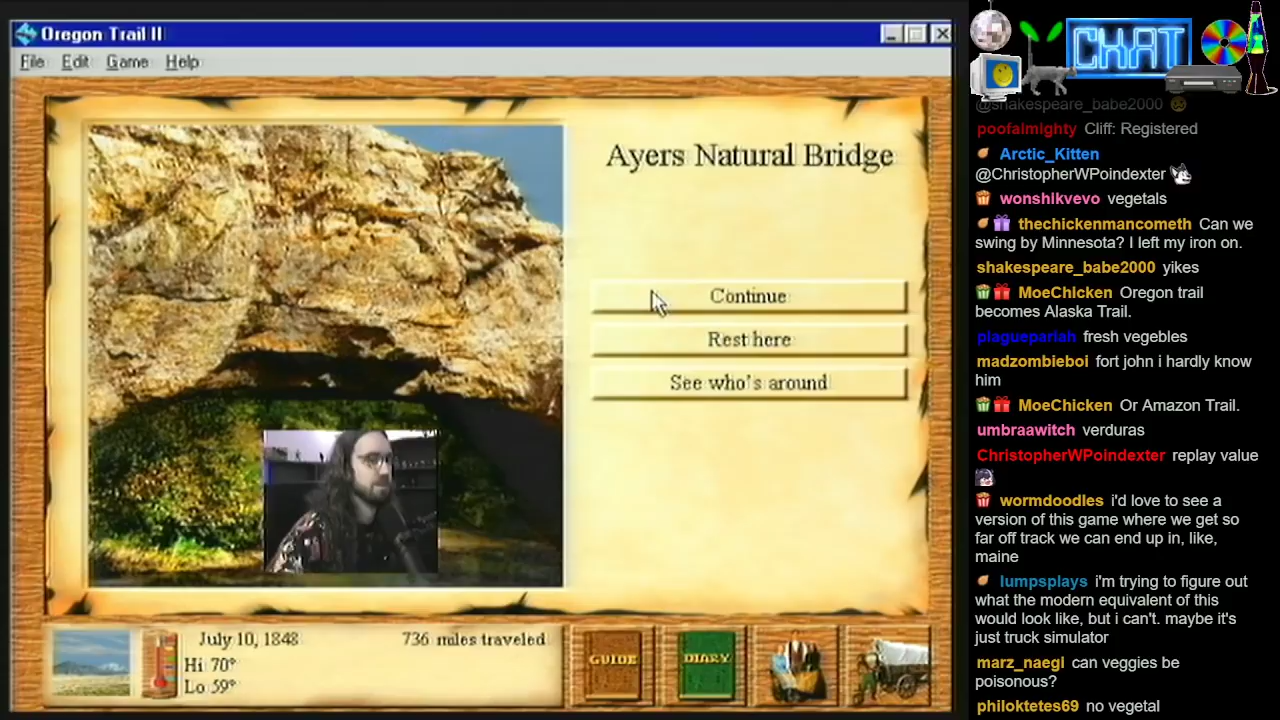 Oregon Trail II
File Edit Game Help
Ayers Natural Bridge
Continue
Rest here
See who's around
July 10, 1848
736 miles traveled
Hi 70°
Lo 59°
GUIDE
DIARY
CHAT
@shakespeare_babe2000
poofalmighty Cliff: Registered
Arctic_Kitten
@ChristopherWPoindexter
wonshlkvevo vegetals
thechickenmancometh Can we
swing by Minnesota? I left my iron on.
shakespeare_babe2000 yikes
MoeChicken Oregon trail
becomes Alaska Trail.
plaguepariah fresh vegebles
madzombieboi fort john i hardly know
him
MoeChicken Or Amazon Trail.
umbraawitch verduras
ChristopherWPoindexter replay value
wormdoodles i'd love to see a
version of this game where we get so
far off track we can end up in, like,
maine
lumpsplays i'm trying to figure out
what the modern equivalent of this
would look like, but i can't. maybe it's
just truck simulator
marz_naegi can veggies be
poisonous?
philoktetes69 no vegetal